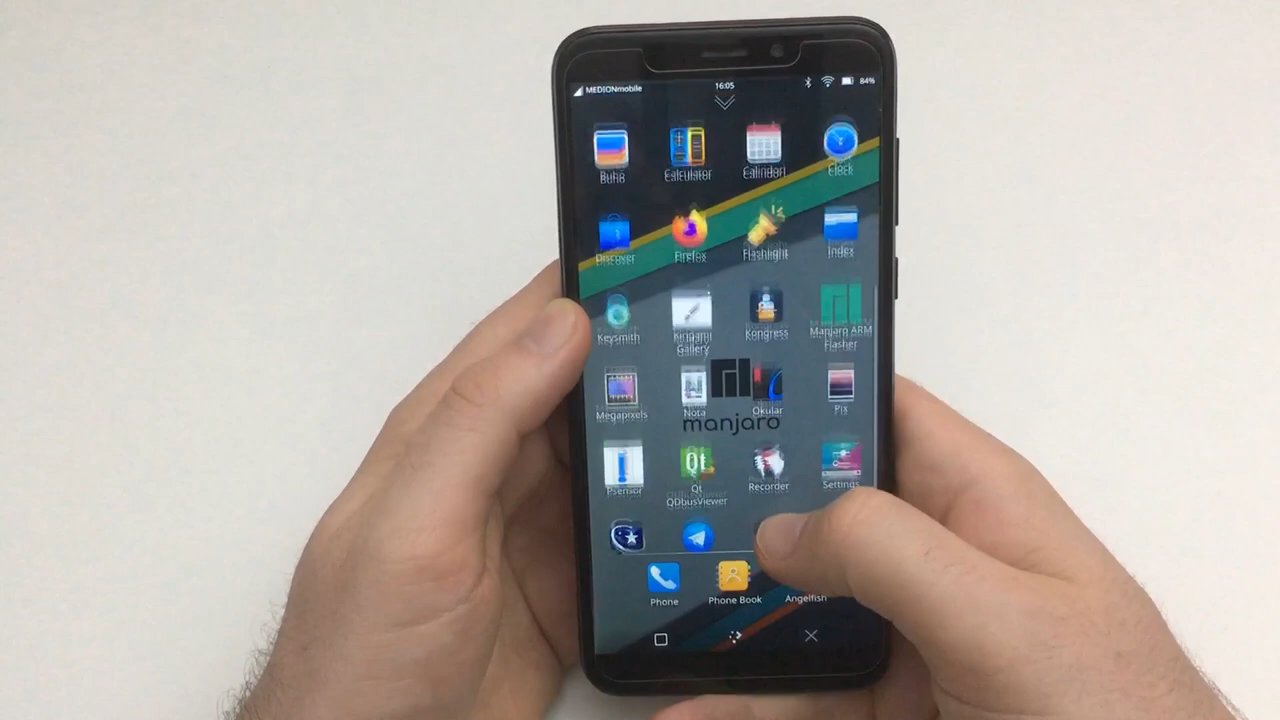 MEDIONmobile
16:05
84%
Buho
Calculator
Calindori
Clock
Discover
Firefox
Flashlight
Index
Keysmith
Kirigami
Gallery
Kongress
Manjaro ARM
Flasher
Megapixels
Nota
Okular
Pix
manjaro
Psensor
Qt
QDbusViewer
Recorder
Settings
Phone
Phone Book
Angelfish